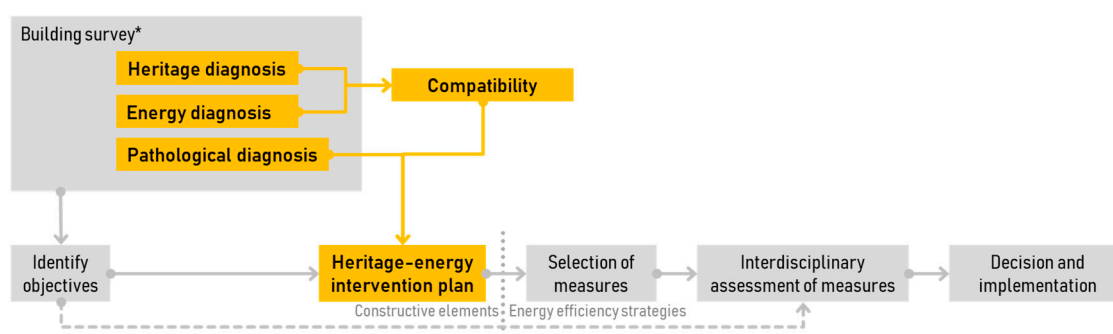 Building survey*
Heritage diagnosis
Energy diagnosis
Compatibility
Pathological diagnosis
Identify
objectives
Heritage-energy
intervention plan
Selection of
measures
Interdisciplinary
assessment of measures
Decision and
implementation
Constructive elements
Energy efficiency strategies